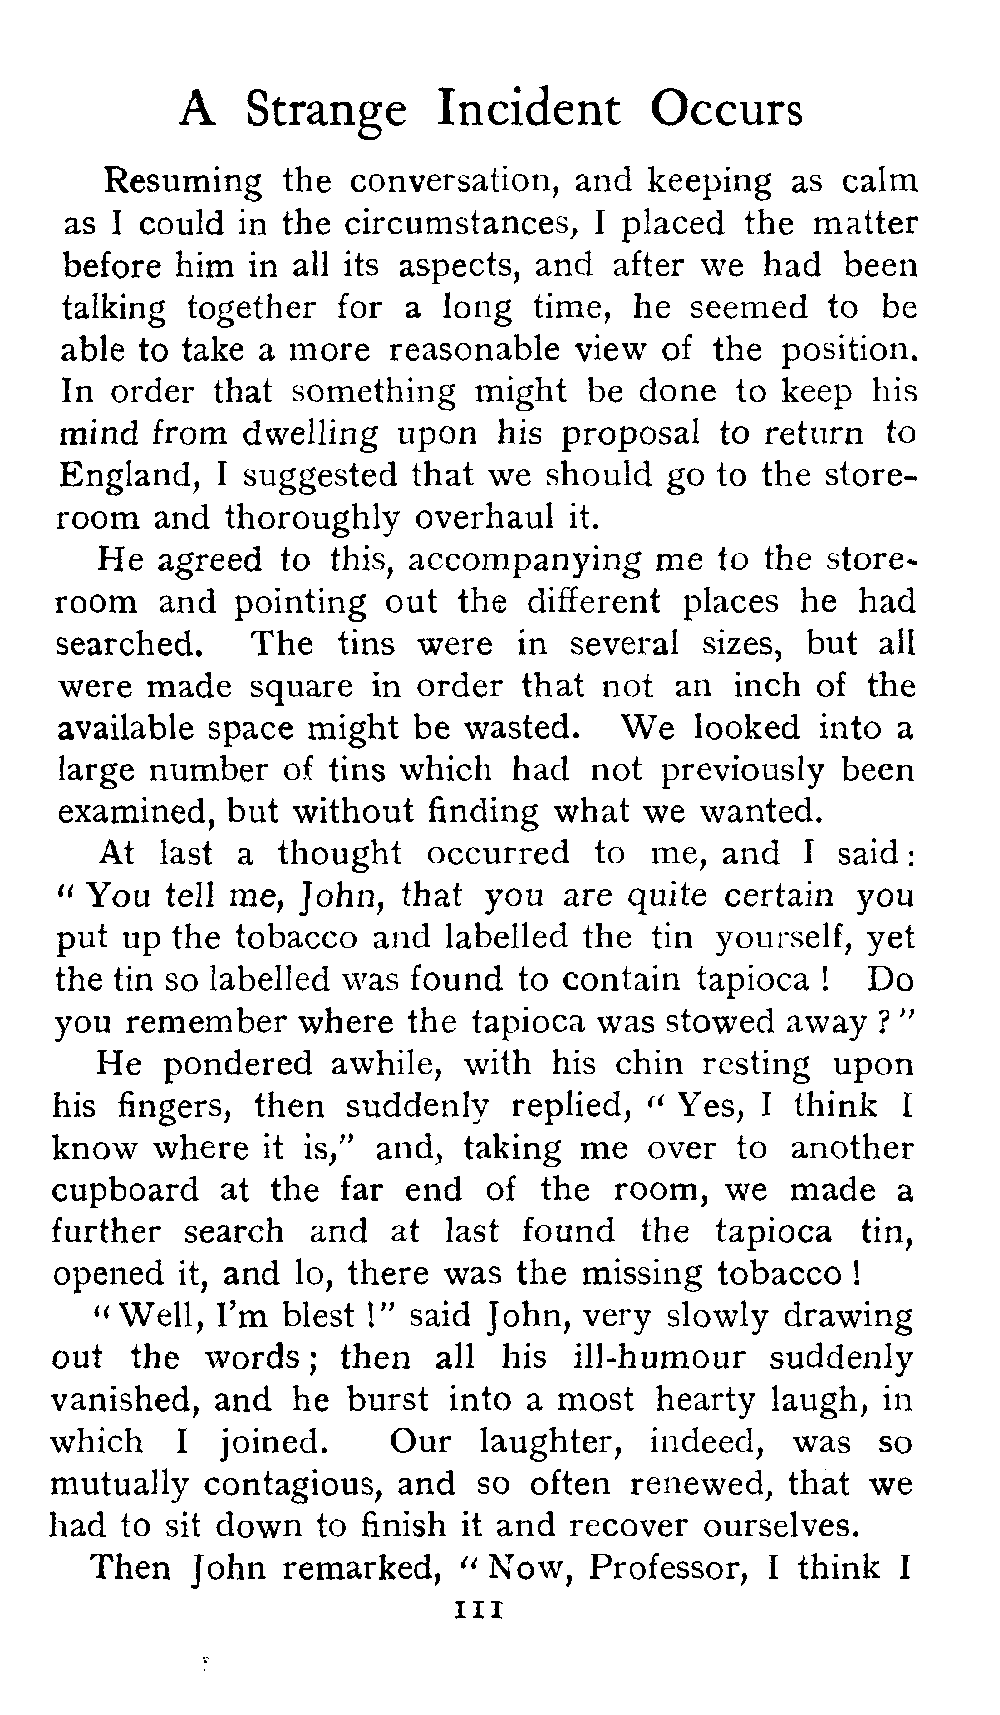 A Strange Incident Occurs
Resuming the conversation, and keeping as calm
as I could in the circumstances, I placed the matter
before him in all its aspects, and after we had been
talking together for a long time, he seemed to be
able to take a more reasonable view of the position.
In order that something might be done to keep his
mind from dwelling upon his proposal to return to
England, I suggested that we should go to the store-
room and thoroughly overhaul it.
He agreed to this, accompanying me to the store-
room and pointing out the different places he had
searched. The tins were in several sizes, but all
were made square in order that not an inch of the
available space might be wasted. We looked into a
large number of tins which had not previously been
examined, but without finding what we wanted.
At last a thought occurred to me, and I said:
"You tell me, John, that you are quite certain you
put up the tobacco and labelled the tin yourself, yet
the tin so labelled was found to contain tapioca! Do
you remember where the tapioca was stowed away?"
He pondered awhile, with his chin resting upon
his fingers, then suddenly replied, "Yes, I think I
know where it is," and, taking me over to another
cupboard at the far end of the room, we made a
further search and at last found the tapioca tin,
opened it, and lo, there was the missing tobacco!
"Well, I'm blest!" said John, very slowly drawing
out the words; then all his ill-humour suddenly
vanished, and he burst into a most hearty laugh, in
which I joined. Our laughter, indeed, was so
mutually contagious, and so often renewed, that we
had to sit down to finish it and recover ourselves.
Then John remarked, "Now, Professor, I think I
111